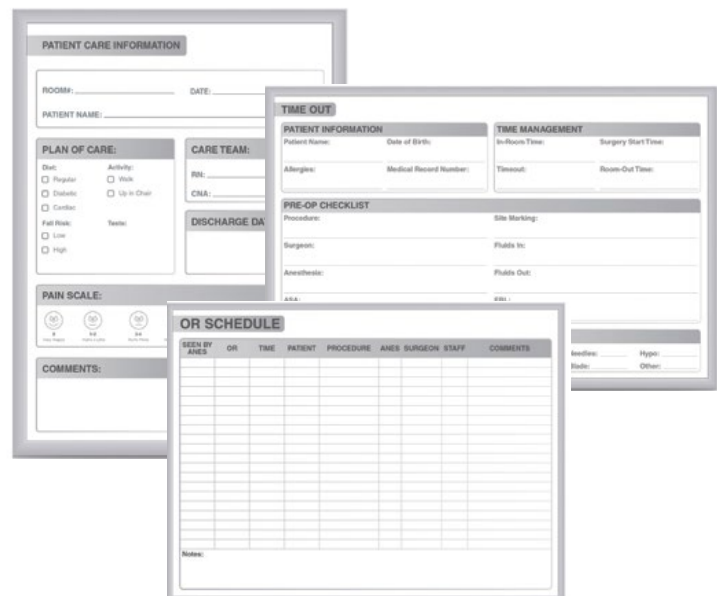 PATIENT CARE INFORMATION
ROOM#:
DATE:
PATIENT NAME:
PLAN OF CARE:
Diet:
Activity:
Regular
Walk
Diabetic
Up in Chair
Cardiac
Fall Risk:
Tests:
Low
High
CARE TEAM:
RN:
CNA:
DISCHARGE DA
PAIN SCALE:
0
COMMENTS:
TIME OUT
PATIENT INFORMATION
Patient Name:
Date of Birth:
Allergies:
Medical Record Number:
TIME MANAGEMENT
In-Room Time:
Surgery Start Time:
Timeout:
Room-Out Time:
PRE-OP CHECKLIST
Procedure:
Site Marking:
Surgeon:
Fluids In:
Anesthesia:
Fluids Out:
ASA:
EBL:
Needles:
Hypo:
Blade:
Other:
OR SCHEDULE
SEEN BY ANES OR TIME PATIENT PROCEDURE ANES SURGEON STAFF COMMENTS
Notes: